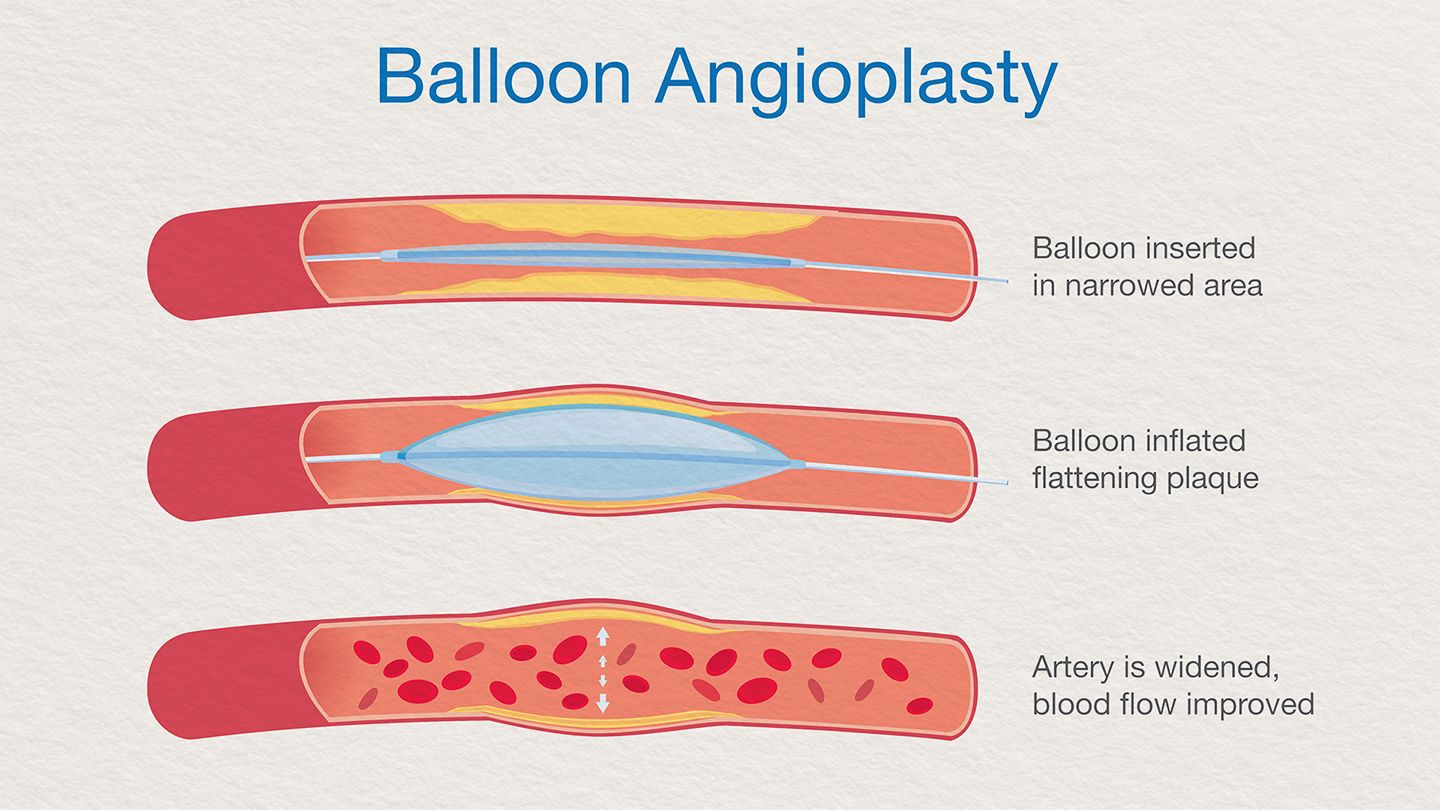 Balloon Angioplasty
Balloon inserted
in narrowed area
Balloon inflated
flattening plaque
Artery is widened,
blood flow improved